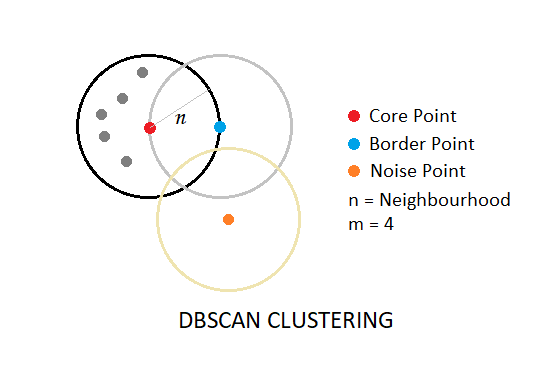 n
Core Point
Border Point
Noise Point
n = Neighbourhood
m = 4
DBSCAN CLUSTERING